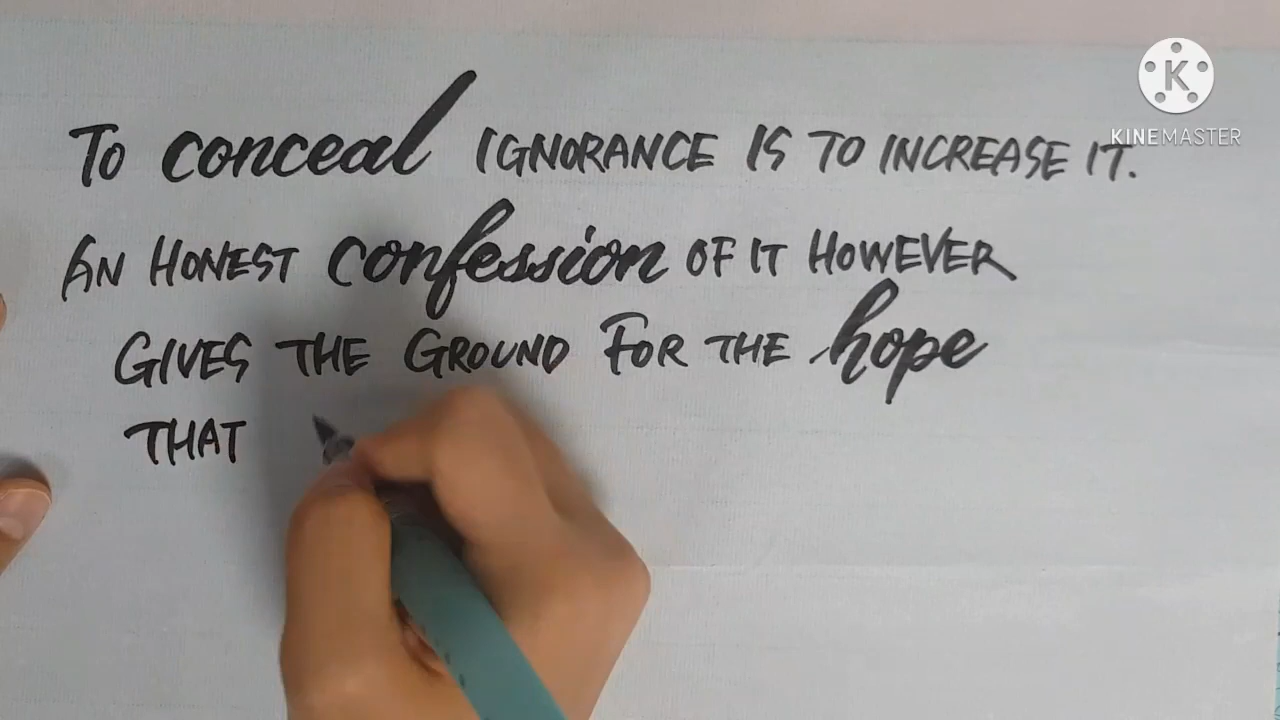 To conceal IGNORANCE IS TO INCREASE IT.
AN HONEST confession OF IT HOWEVER
GIVES THE GROUND FOR THE hope
THAT
K
KINEMASTER